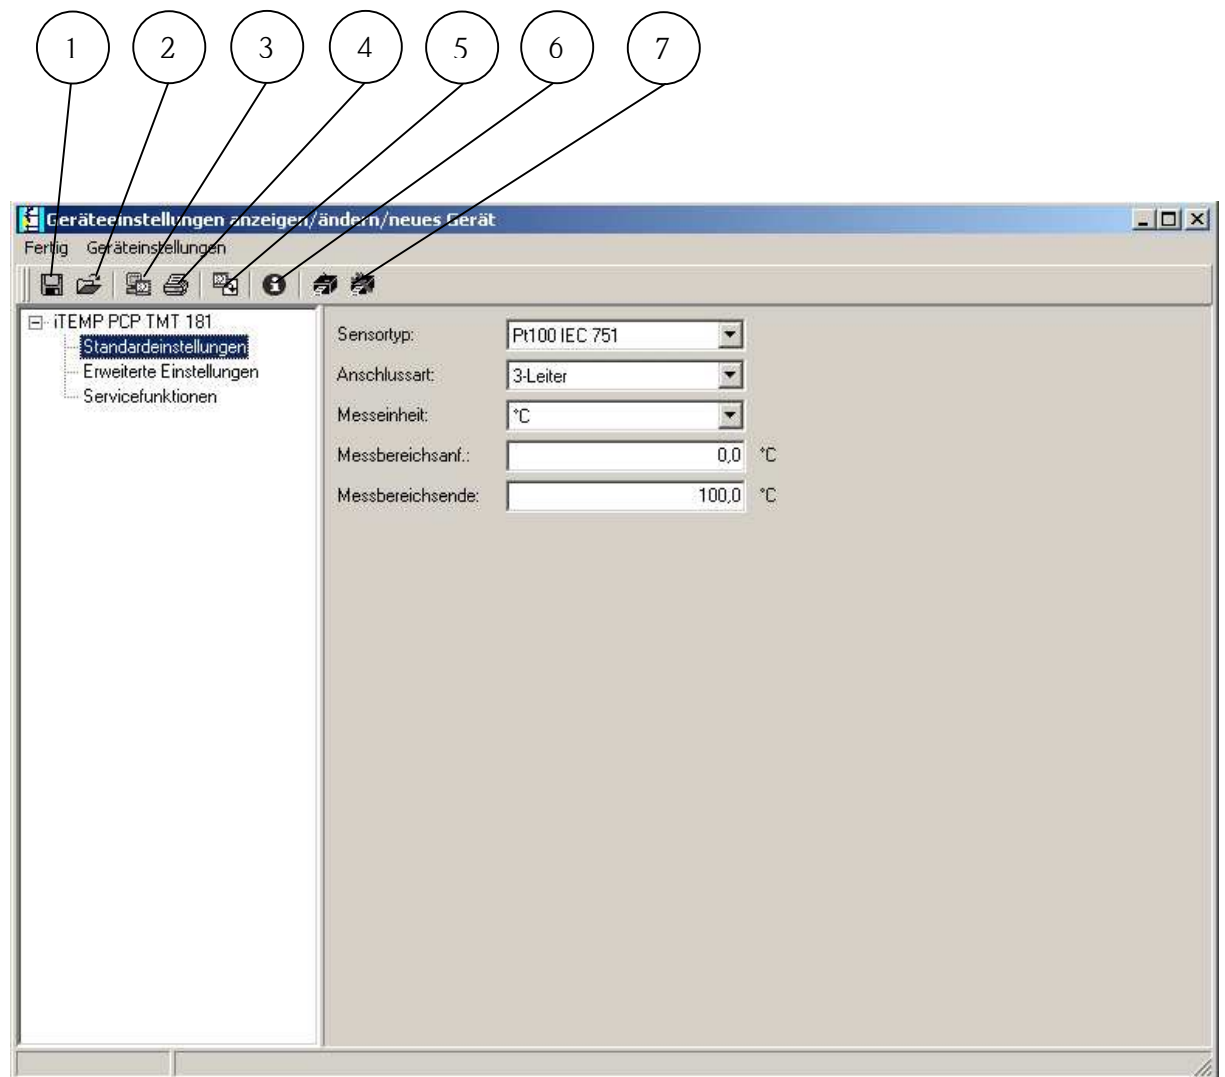 1 2 3 4 5 6 7
Geräteeinstellungen anzeigen/ändern/neues Gerät
Fertig Geräteinstellungen
iTEMP PCP TMT 181
Standardeinstellungen
Erweiterte Einstellungen
Servicefunktionen
Sensortyp: Pt100 IEC 751
Anschlussart: 3-Leiter
Messeinheit: °C
Messbereichsanf.: 0,0 °C
Messbereichsende: 100,0 °C